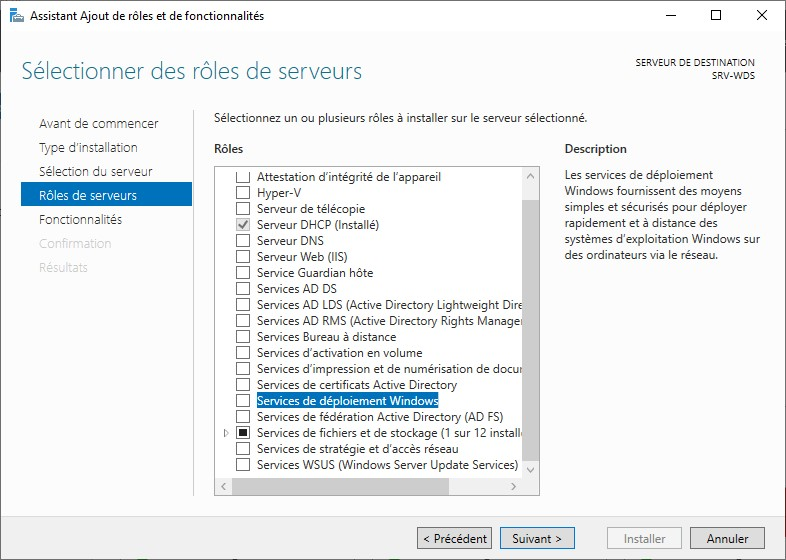 Assistant Ajout de rôles et de fonctionnalités
Sélectionner des rôles de serveurs
SERVEUR DE DESTINATION
SRV-WDS
Avant de commencer
Type d'installation
Sélection du serveur
Rôles de serveurs
Fonctionnalités
Confirmation
Résultats
Sélectionnez un ou plusieurs rôles à installer sur le serveur sélectionné.
Rôles
Attestation d'intégrité de l'appareil
Hyper-V
Serveur de télécopie
Serveur DHCP (Installé)
Serveur DNS
Serveur Web (IIS)
Service Guardian hôte
Services AD DS
Services AD LDS (Active Directory Lightweight Dire
Services AD RMS (Active Directory Rights Manager
Services Bureau à distance
Services d'activation en volume
Services d'impression et de numérisation de docu
Services de certificats Active Directory
Services de déploiement Windows
Services de fédération Active Directory (AD FS)
Services de fichiers et de stockage (1 sur 12 install
Services de stratégie et d'accès réseau
Services WSUS (Windows Server Update Services)
Description
Les services de déploiement
Windows fournissent des moyens
simples et sécurisés pour déployer
rapidement et à distance des
systèmes d'exploitation Windows sur
des ordinateurs via le réseau.
< Précédent
Suivant >
Installer
Annuler